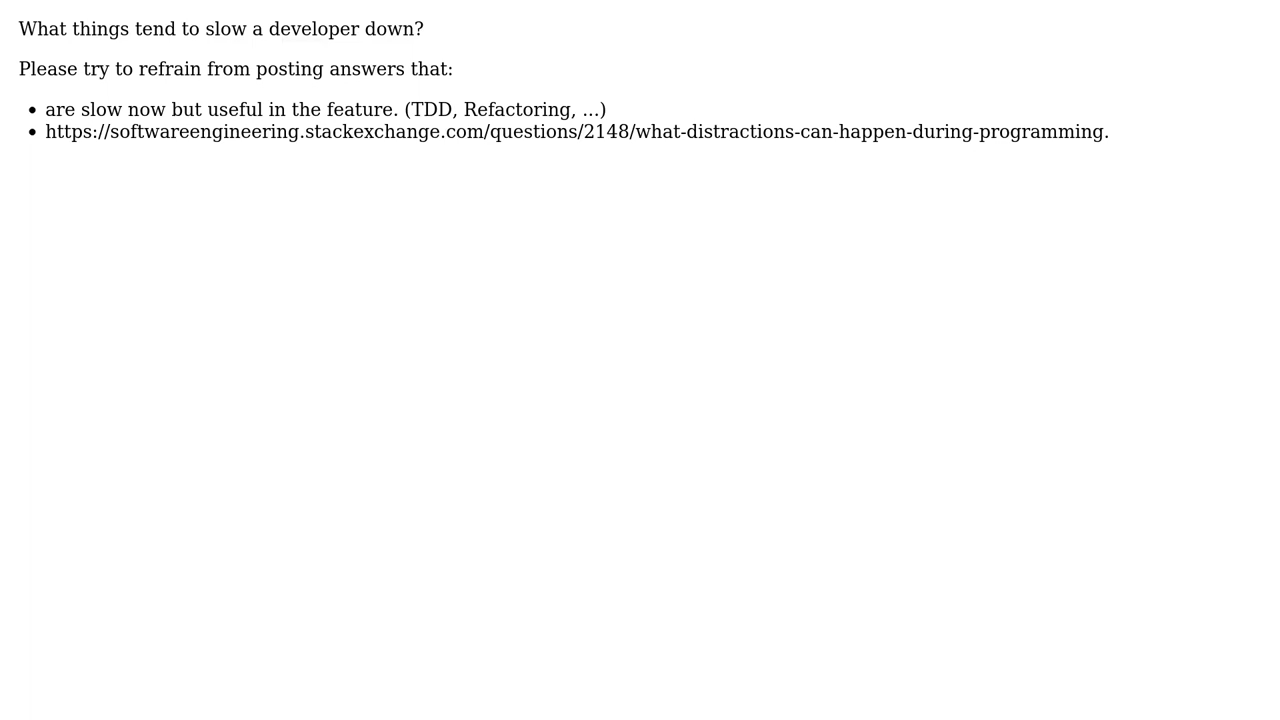 What things tend to slow a developer down?
Please try to refrain from posting answers that:
• are slow now but useful in the feature. (TDD, Refactoring, ...)
• https://softwareengineering.stackexchange.com/questions/2148/what-distractions-can-happen-during-programming.